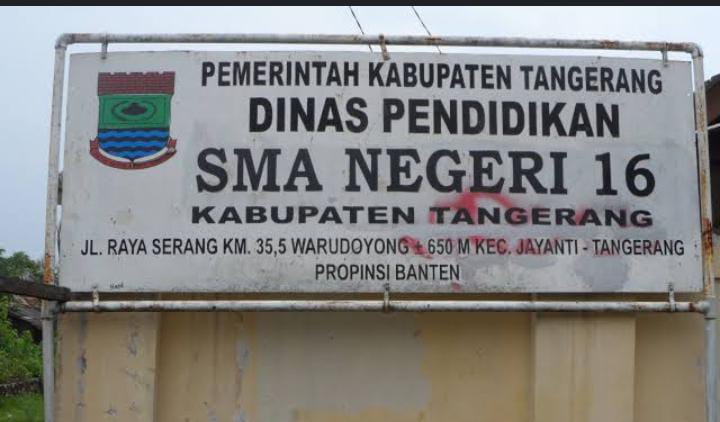 PEMERINTAH KABUPATEN TANGERANG
DINAS PENDIDIKAN
SMA NEGERI 16
KABUPATEN TANGERANG
JL. RAYA SERANG KM. 35,5 WARUDOYONG ± 650 M KEC. JAYANTI - TANGERANG
PROPINSI BANTEN